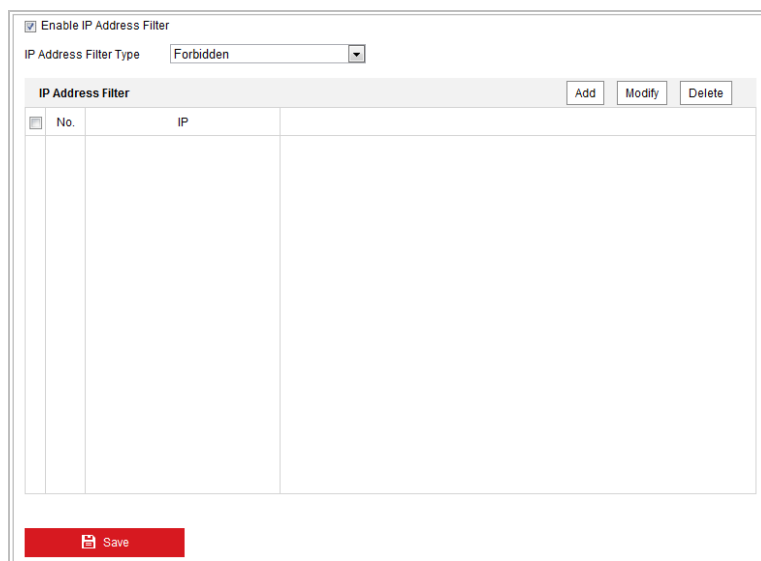 Enable IP Address Filter
IP Address Filter Type Forbidden
IP Address Filter Add Modify Delete
No. IP
Save